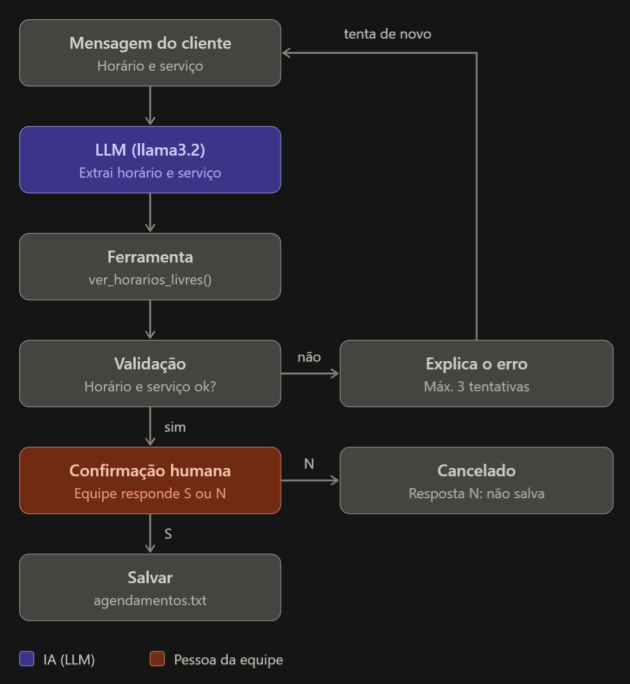 Mensagem do cliente
Horário e serviço
tenta de novo
LLM (llama3.2)
Extrai horário e serviço
Ferramenta
ver_horarios_livres()
Validação
Horário e serviço ok?
não
Explica o erro
Máx. 3 tentativas
sim
Confirmação humana
Equipe responde S ou N
N
Cancelado
Resposta N: não salva
S
Salvar
agendamentos.txt
IA (LLM)
Pessoa da equipe